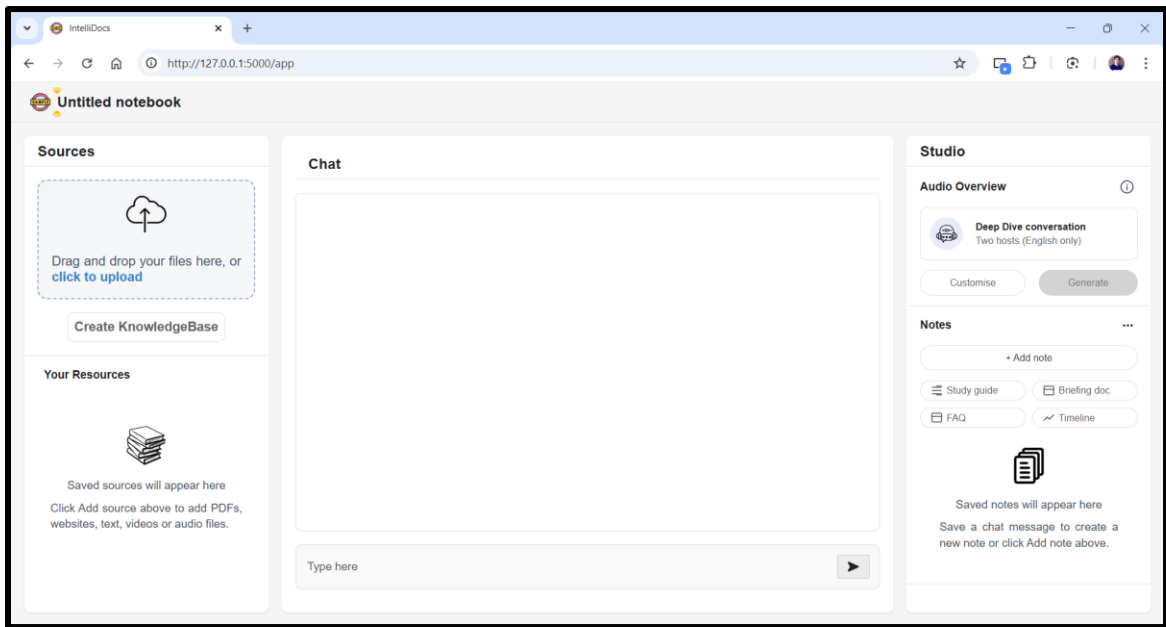 IntelliDocs
http://127.0.0.1:5000/app
Untitled notebook
Sources
Drag and drop your files here, or
click to upload
Create KnowledgeBase
Your Resources
Saved sources will appear here
Click Add source above to add PDFs,
websites, text, videos or audio files.
Chat
Type here
Studio
Audio Overview
Deep Dive conversation
Two hosts (English only)
Customise
Generate
Notes
+ Add note
Study guide
Briefing doc
FAQ
Timeline
Saved notes will appear here
Save a chat message to create a
new note or click Add note above.